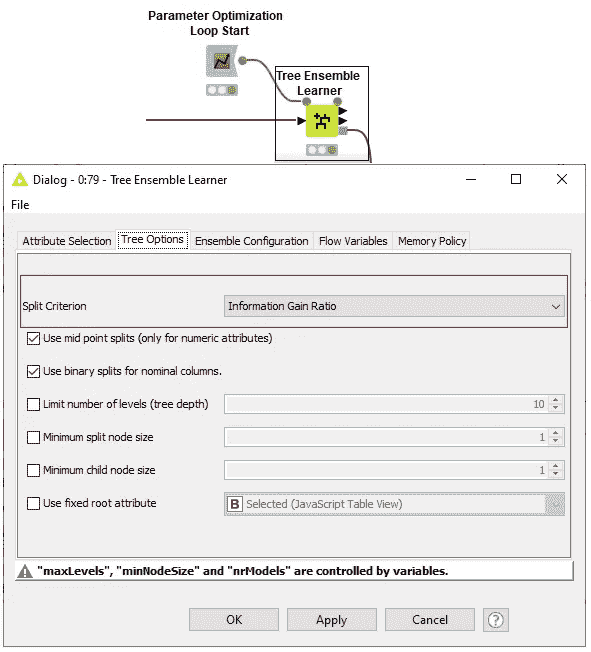 Parameter Optimization
Loop Start
Tree Ensemble
Learner
Dialog - 0:79 - Tree Ensemble Learner
File
Attribute Selection Tree Options Ensemble Configuration Flow Variables Memory Policy
Split Criterion Information Gain Ratio
Use mid point splits (only for numeric attributes)
Use binary splits for nominal columns.
Limit number of levels (tree depth) 10
Minimum split node size 1
Minimum child node size 1
Use fixed root attribute B Selected (JavaScript Table View)
"maxLevels", "minNodeSize" and "nrModels" are controlled by variables.
OK Apply Cancel ?